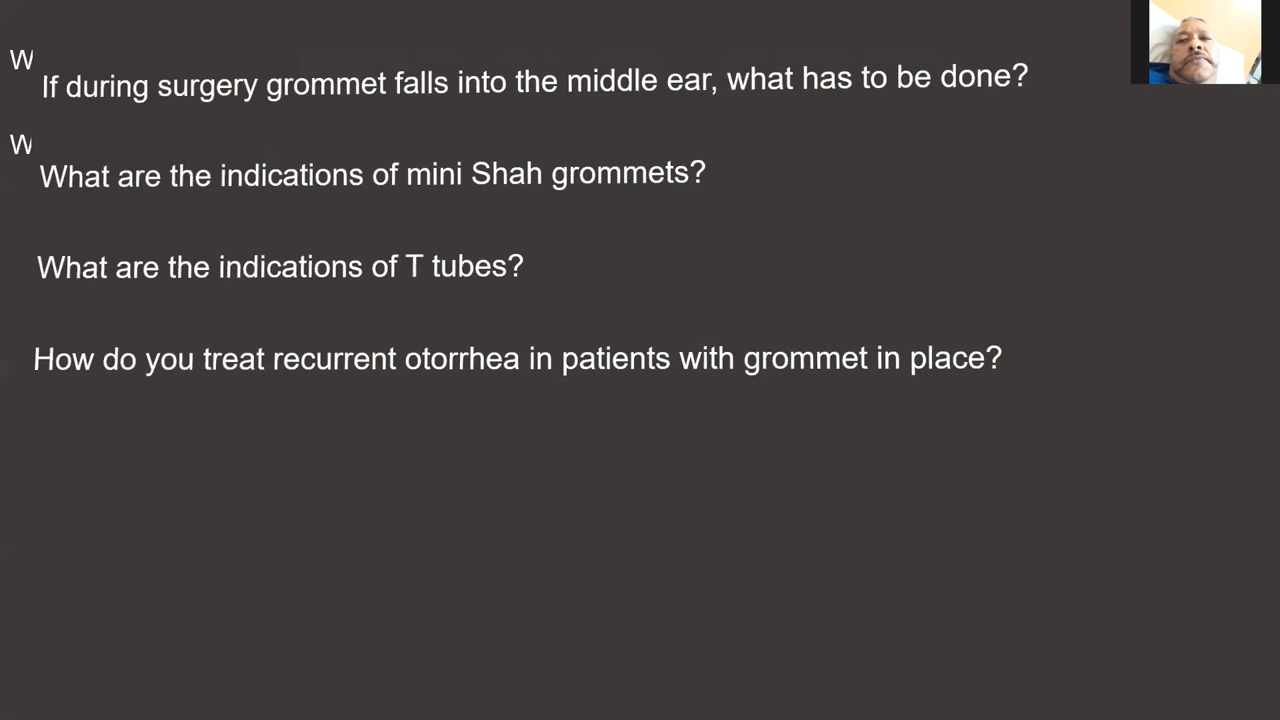 W
If during surgery grommet falls into the middle ear, what has to be done?
W
What are the indications of mini Shah grommets?
What are the indications of T tubes?
How do you treat recurrent otorrhea in patients with grommet in place?